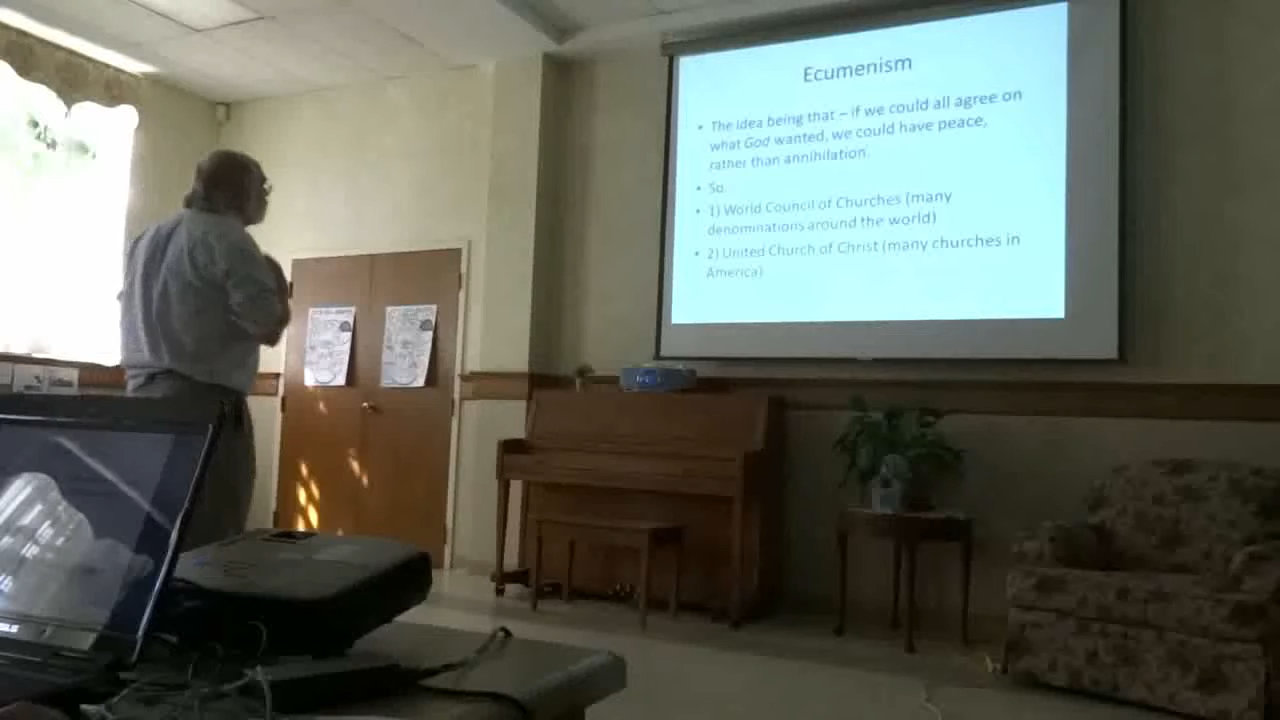 Ecumenism
• The idea being that – if we could all agree on
what God wanted, we could have peace,
rather than annihilation.
• So
• 1) World Council of Churches (many
denominations around the world)
• 2) United Church of Christ (many churches in
America)